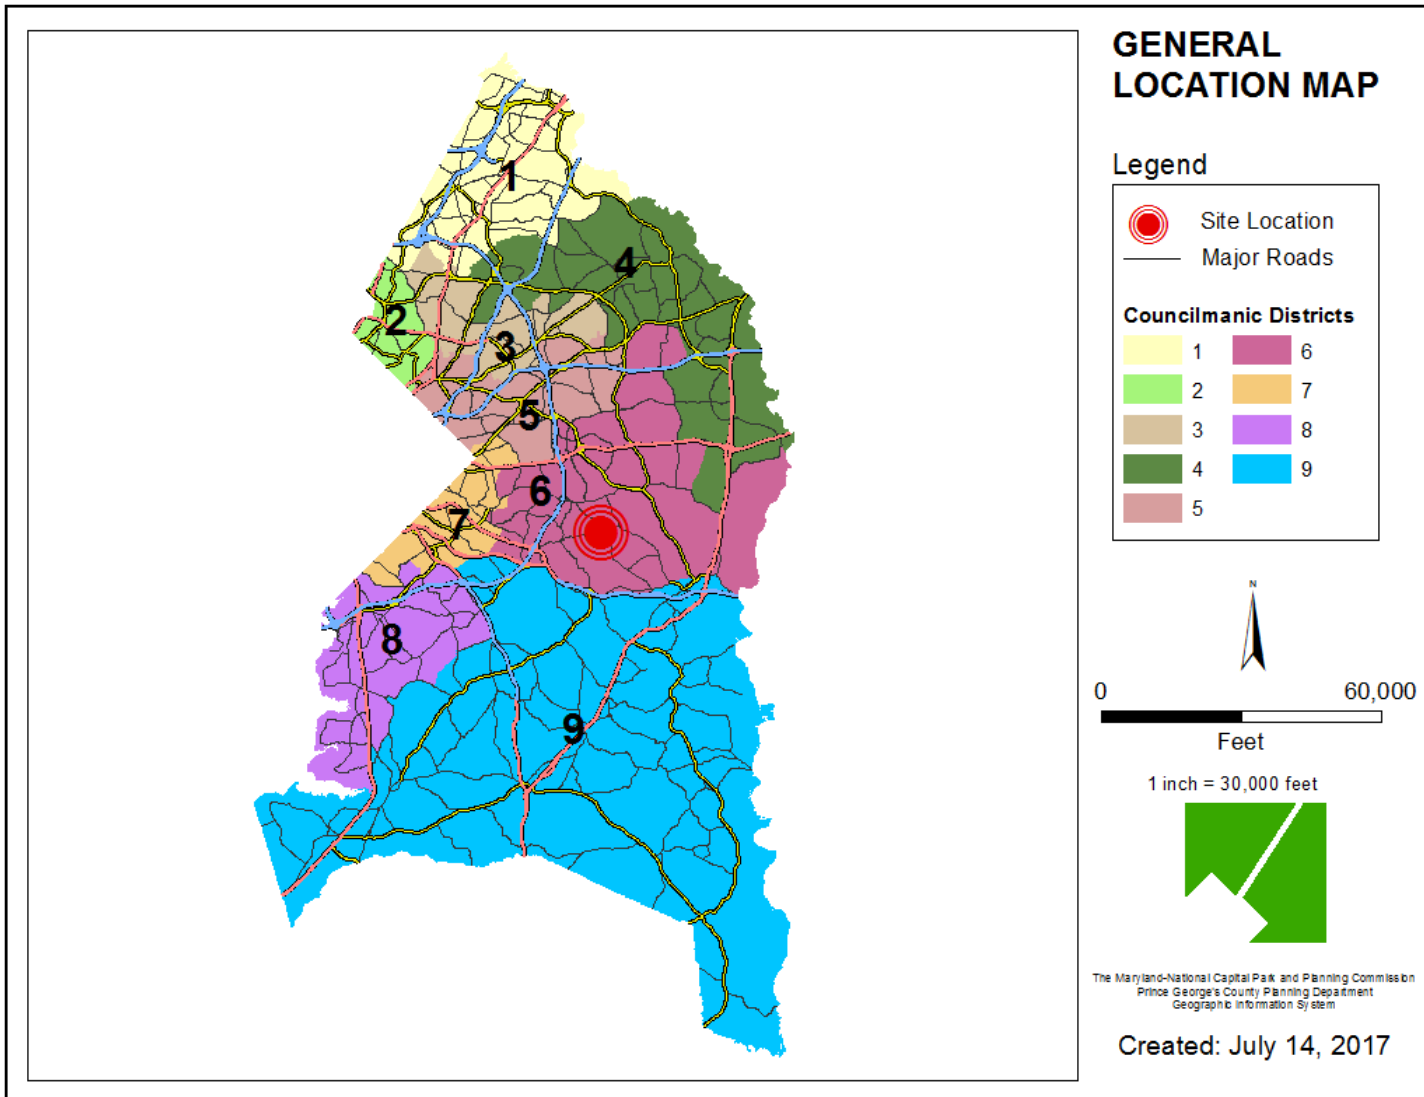 GENERAL
LOCATION MAP
Legend
Site Location
Major Roads
Councilmanic Districts
1 6
2 7
3 8
4 9
5
1
4
2
3
5
6
7
8
9
N
0 60,000
Feet
1 inch = 30,000 feet
The Maryland-National Capital Park and Planning Commission
Prince George's County Planning Department
Geographic Information System
Created: July 14, 2017